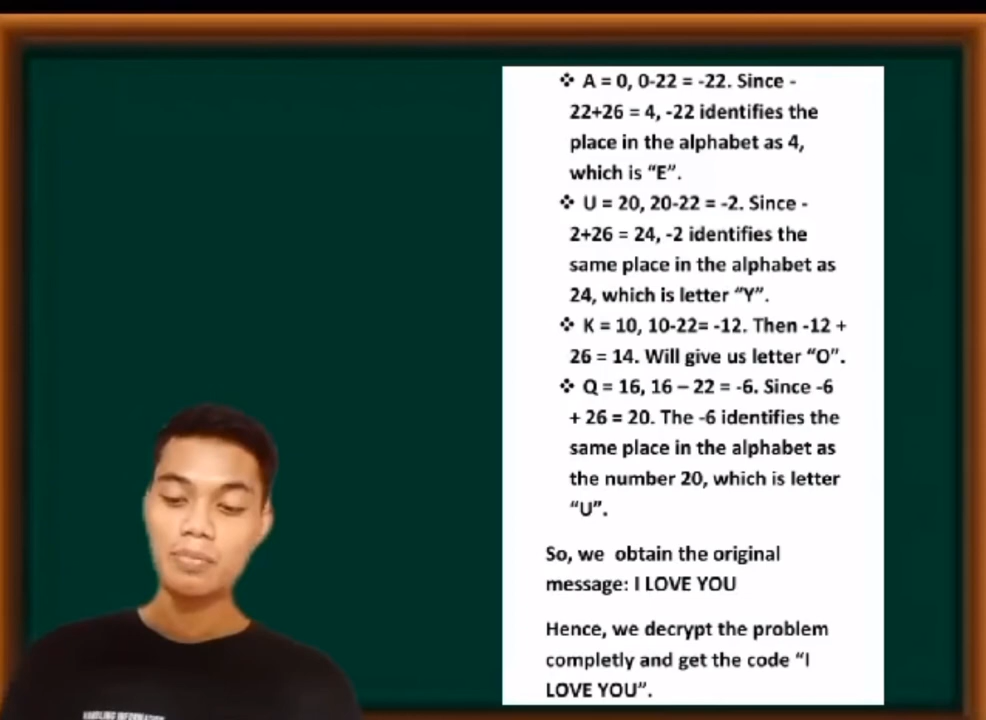 ❖ A = 0, 0-22 = -22. Since -
22+26 = 4, -22 identifies the
place in the alphabet as 4,
which is “E”.
❖ U = 20, 20-22 = -2. Since -
2+26 = 24, -2 identifies the
same place in the alphabet as
24, which is letter “Y”.
❖ K = 10, 10-22= -12. Then -12 +
26 = 14. Will give us letter “O”.
❖ Q = 16, 16 – 22 = -6. Since -6
+ 26 = 20. The -6 identifies the
same place in the alphabet as
the number 20, which is letter
“U”.
So, we obtain the original
message: I LOVE YOU
Hence, we decrypt the problem
completly and get the code “I
LOVE YOU”.